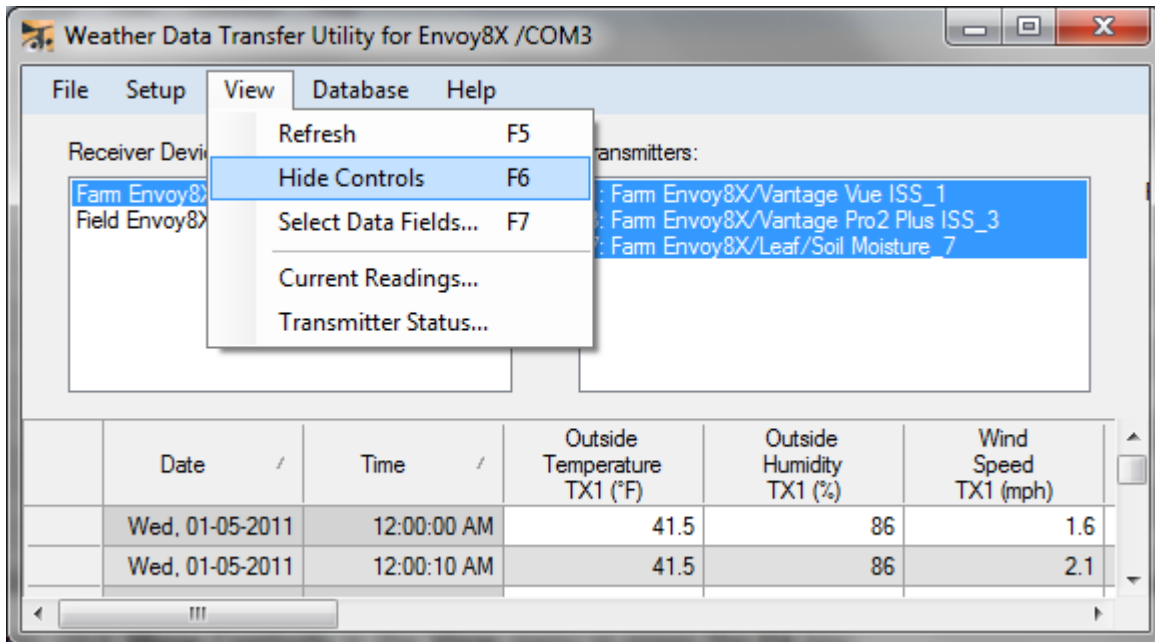 Weather Data Transfer Utility for Envoy8X /COM3
File Setup View Database Help
Refresh F5
Hide Controls F6
Select Data Fields... F7
Current Readings...
Transmitter Status...
Receiver
Farm Envoy8X
Field Envoy8X
: Farm Envoy8X/Vantage Vue ISS_1
: Farm Envoy8X/Vantage Pro2 Plus ISS_3
: Farm Envoy8X/Leaf/Soil Moisture_7
Date Time Outside Temperature TX1 (°F) Outside Humidity TX1 (%) Wind Speed TX1 (mph)
Wed, 01-05-2011 12:00:00 AM 41.5 86 1.6
Wed, 01-05-2011 12:00:10 AM 41.5 86 2.1